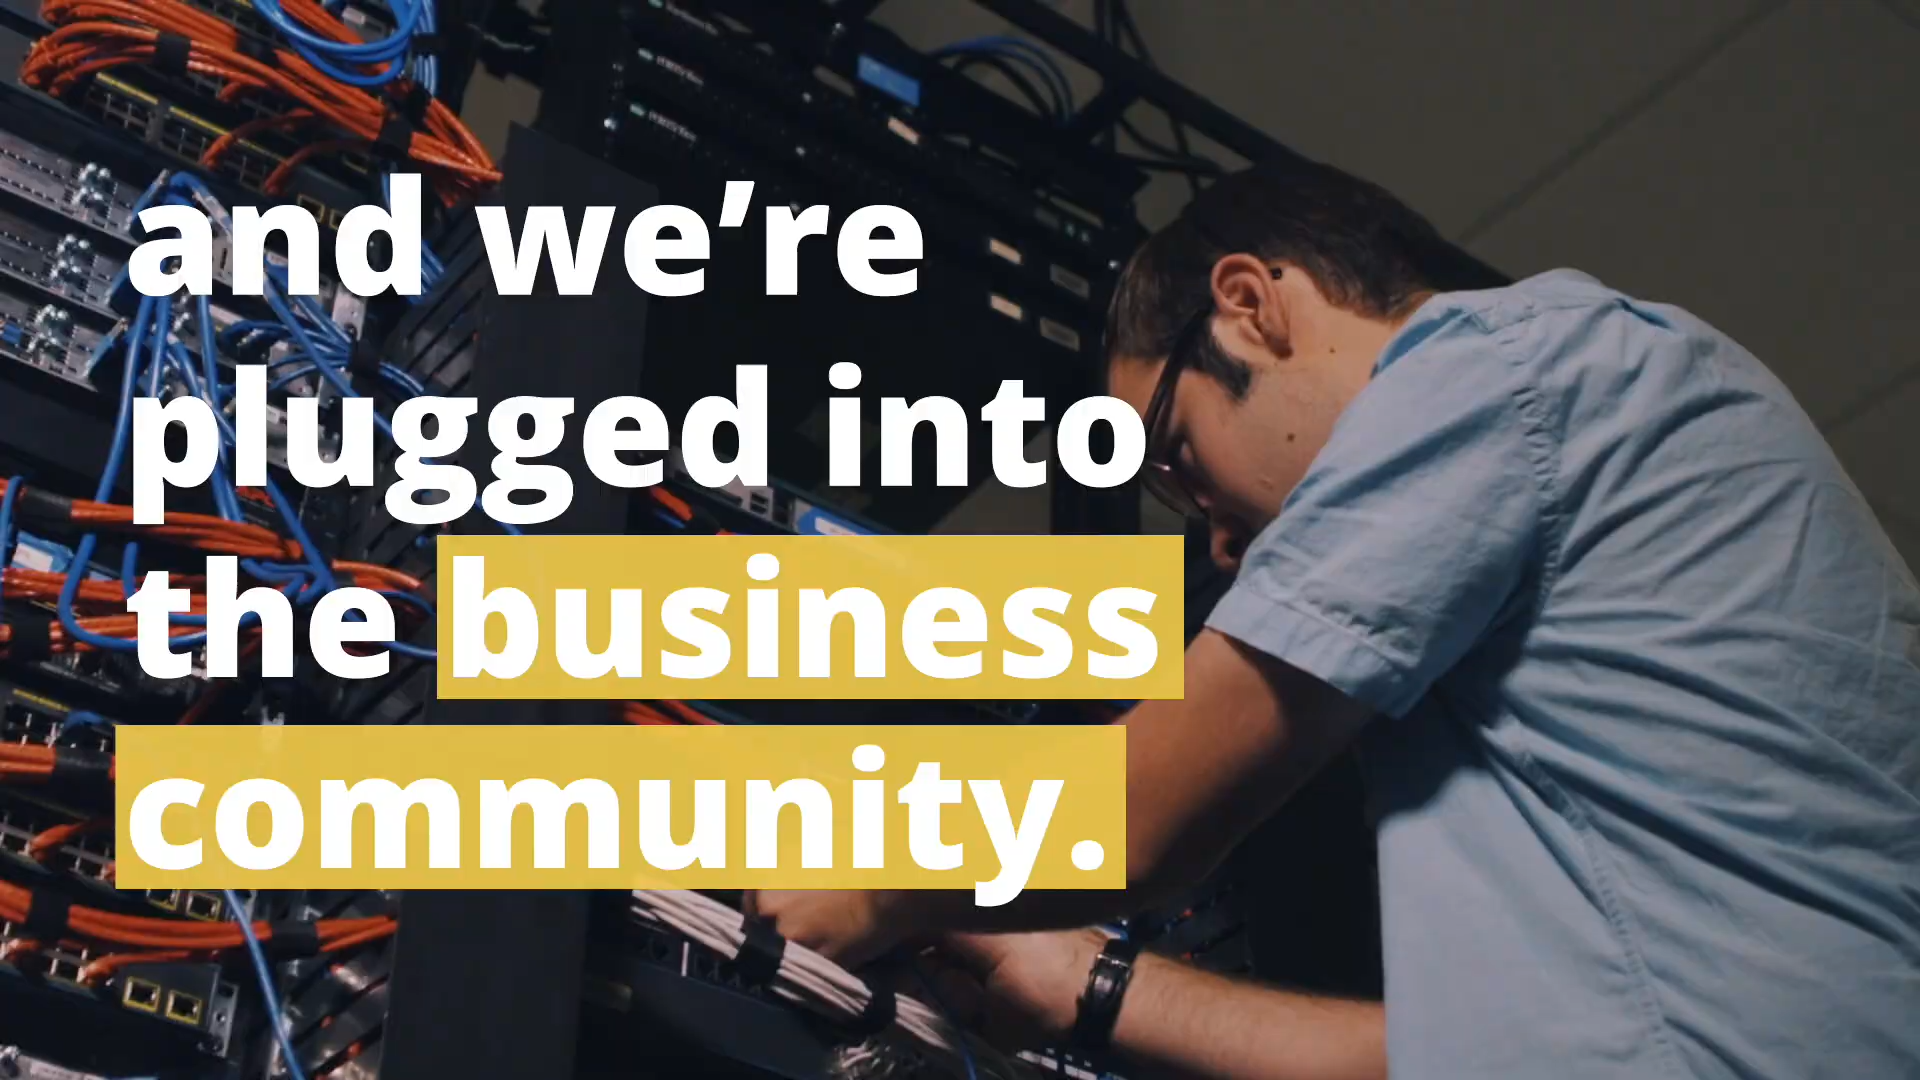 and we’re
plugged into
the business
community.